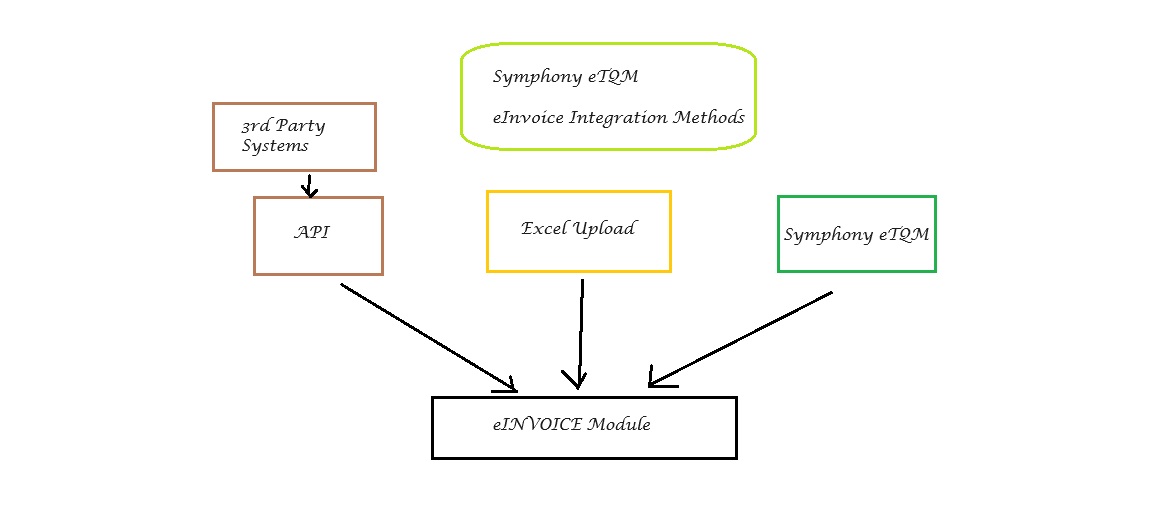 Symphony eTQM
eInvoice Integration Methods
3rd Party
Systems
API
Excel Upload
Symphony eTQM
eINVOICE Module